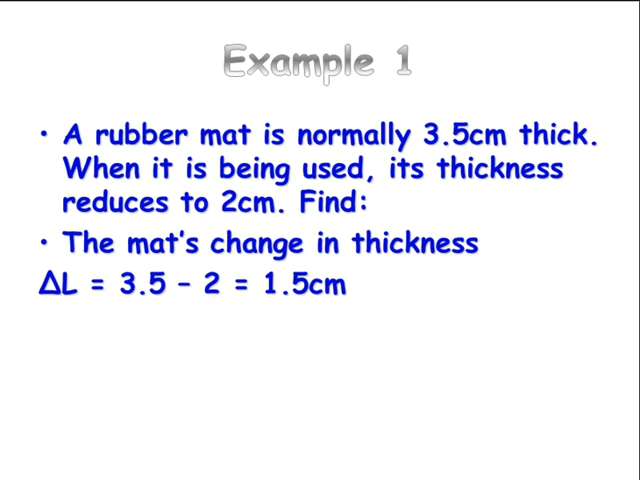 Example 1
• A rubber mat is normally 3.5cm thick.
When it is being used, its thickness
reduces to 2cm. Find:
• The mat’s change in thickness
ΔL = 3.5 – 2 = 1.5cm